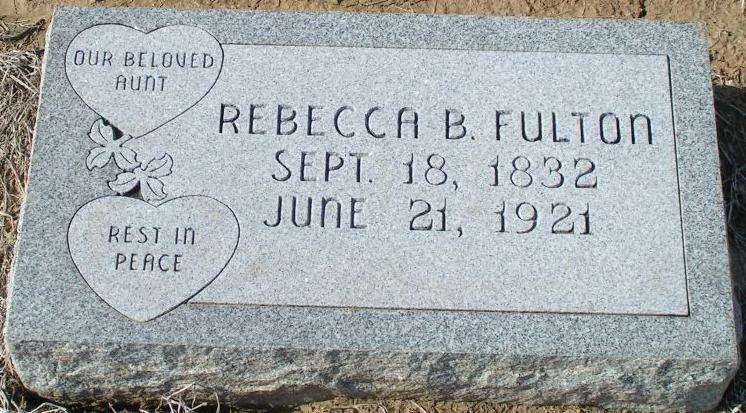 OUR BELOVED
AUNT
REBECCA B. FULTON
SEPT. 18, 1832
JUNE 21, 1921
REST IN
PEACE